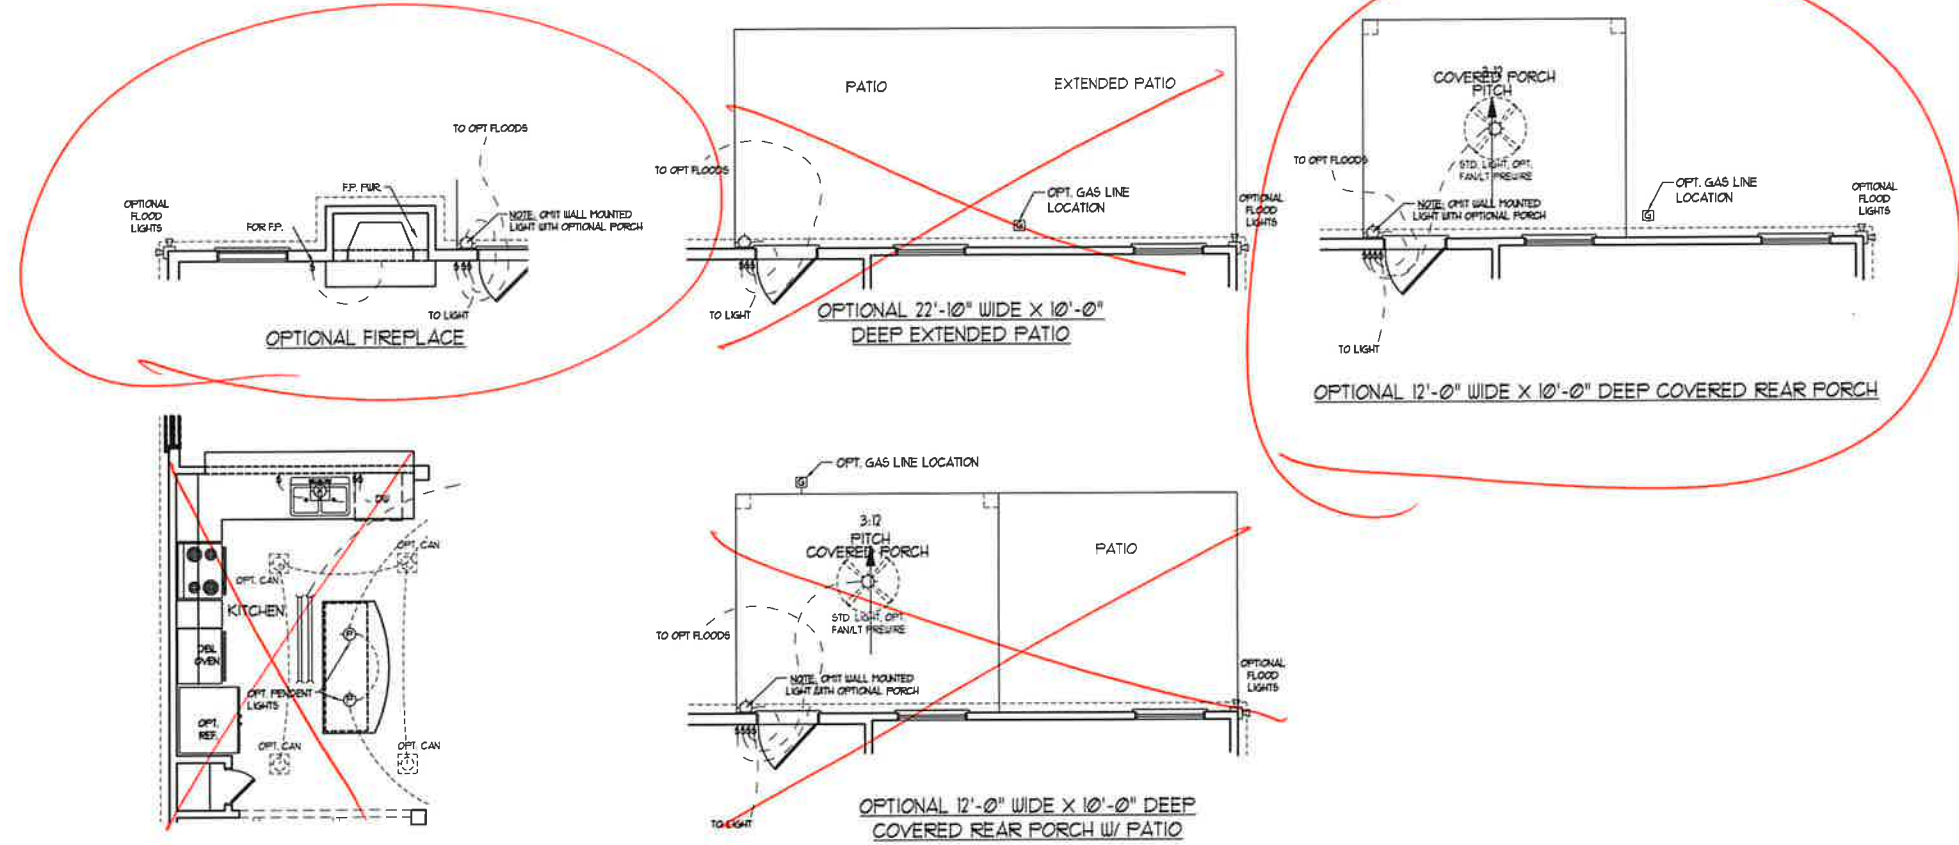 TO OPT FLOODS
F.P. PWR
OPTIONAL
FLOOD
LIGHTS
FOR F.P.
NOTE: OMIT WALL MOUNTED
LIGHT WITH OPTIONAL PORCH
TO LIGHT
OPTIONAL FIREPLACE
PATIO
EXTENDED PATIO
TO OPT FLOODS
OPT. GAS LINE
LOCATION
OPTIONAL
FLOOD
LIGHTS
G
TO LIGHT
OPTIONAL 22'-10" WIDE X 10'-0"
DEEP EXTENDED PATIO
3:12
COVERED PORCH
PITCH
TO OPT FLOODS
STD. LIGHT, OPT.
FAN/LT PREWIRE
OPT. GAS LINE
LOCATION
G
OPTIONAL
FLOOD
LIGHTS
NOTE: OMIT WALL MOUNTED
LIGHT WITH OPTIONAL PORCH
TO LIGHT
OPTIONAL 12'-0" WIDE X 10'-0" DEEP COVERED REAR PORCH
DW
OPT. CAN
OPT. CAN
KITCHEN
DBL
OVEN
P
OPT. PENDENT
LIGHTS
P
OPT.
REF.
OPT. CAN
OPT. CAN
OPT. GAS LINE LOCATION
G
3:12
PITCH
COVERED PORCH
PATIO
STD. LIGHT, OPT.
FAN/LT PREWIRE
TO OPT FLOODS
NOTE: OMIT WALL MOUNTED
LIGHT WITH OPTIONAL PORCH
OPTIONAL
FLOOD
LIGHTS
TO LIGHT
OPTIONAL 12'-0" WIDE X 10'-0" DEEP
COVERED REAR PORCH W/ PATIO